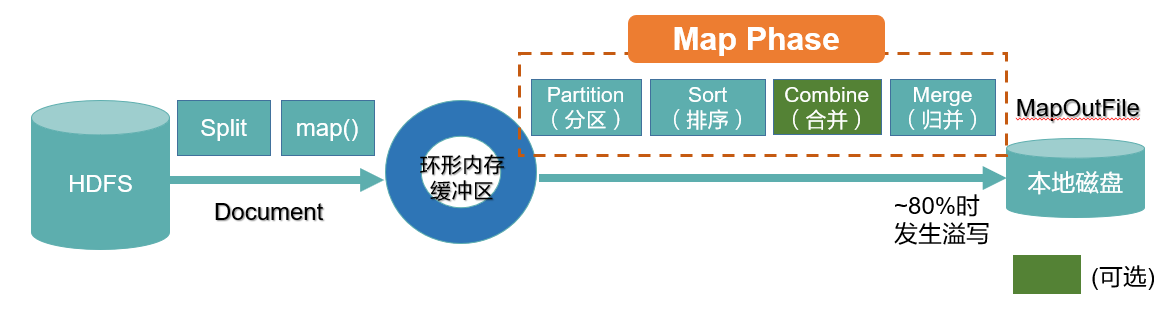 Map Phase
Partition
（分区）
Sort
（排序）
Combine
（合并）
Merge
（归并）
MapOutFile
Split
map()
HDFS
环形内存
缓冲区
本地磁盘
Document
~80%时
发生溢写
(可选)